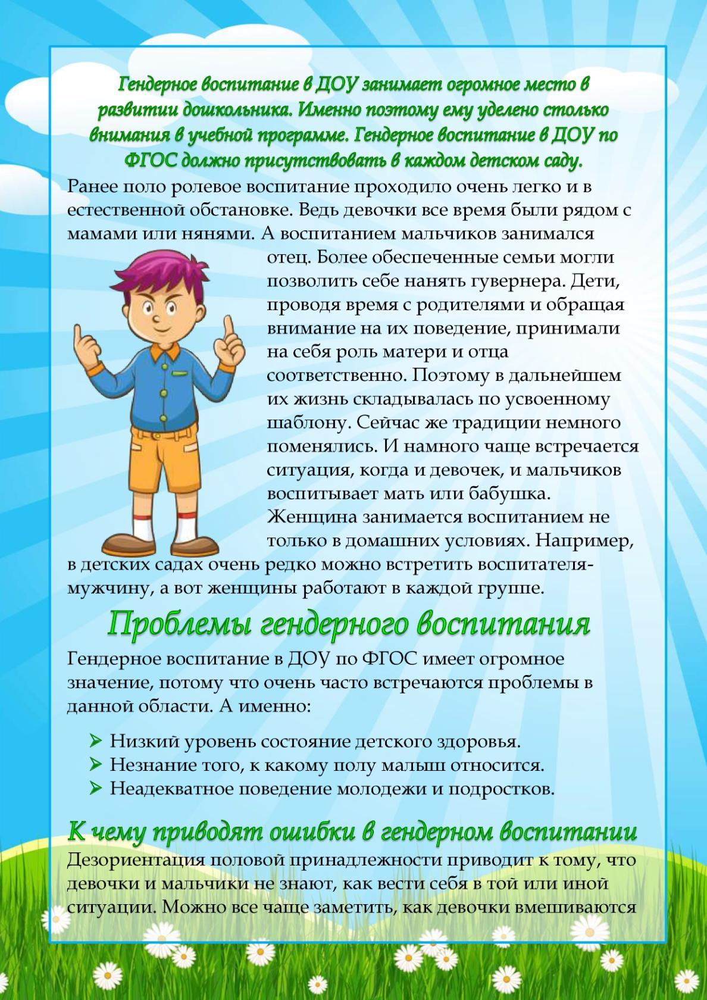 Гендерное воспитание в ДОУ занимает огромное место в
развитии дошкольника. Именно поэтому ему уделено столько
внимания в учебной программе. Гендерное воспитание в ДОУ по
ФГОС должно присутствовать в каждом детском саду.
Ранее поло ролевое воспитание проходило очень легко и в
естественной обстановке. Ведь девочки все время были рядом с
мамами или нянями. А воспитанием мальчиков занимался
отец. Более обеспеченные семьи могли
позволить себе нанять гувернера. Дети,
проводя время с родителями и обращая
внимание на их поведение, принимали
на себя роль матери и отца
соответственно. Поэтому в дальнейшем
их жизнь складывалась по усвоенному
шаблону. Сейчас же традиции немного
поменялись. И намного чаще встречается
ситуация, когда и девочек, и мальчиков
воспитывает мать или бабушка.
Женщина занимается воспитанием не
только в домашних условиях. Например,
в детских садах очень редко можно встретить воспитателя-
мужчину, а вот женщины работают в каждой группе.
Проблемы гендерного воспитания
Гендерное воспитание в ДОУ по ФГОС имеет огромное
значение, потому что очень часто встречаются проблемы в
данной области. А именно:
Низкий уровень состояние детского здоровья.
Незнание того, к какому полу малыш относится.
Неадекватное поведение молодежи и подростков.
К чему приводят ошибки в гендерном воспитании
Дезориентация половой принадлежности приводит к тому, что
девочки и мальчики не знают, как вести себя в той или иной
ситуации. Можно все чаще заметить, как девочки вмешиваются